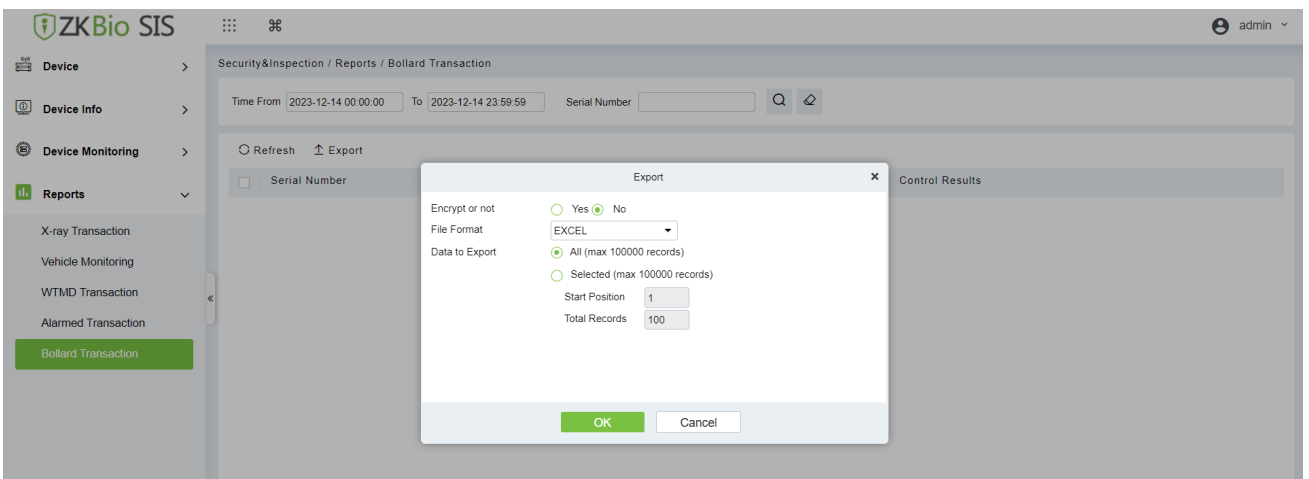 ZKBio SIS
admin
Device
Device Info
Device Monitoring
Reports
X-ray Transaction
Vehicle Monitoring
WTMD Transaction
Alarmed Transaction
Bollard Transaction
Security&Inspection / Reports / Bollard Transaction
Time From 2023-12-14 00:00:00 To 2023-12-14 23:59:59 Serial Number
Refresh Export
Serial Number Control Results
Export
Encrypt or not Yes No
File Format EXCEL
Data to Export All (max 100000 records)
Selected (max 100000 records)
Start Position 1
Total Records 100
OK Cancel